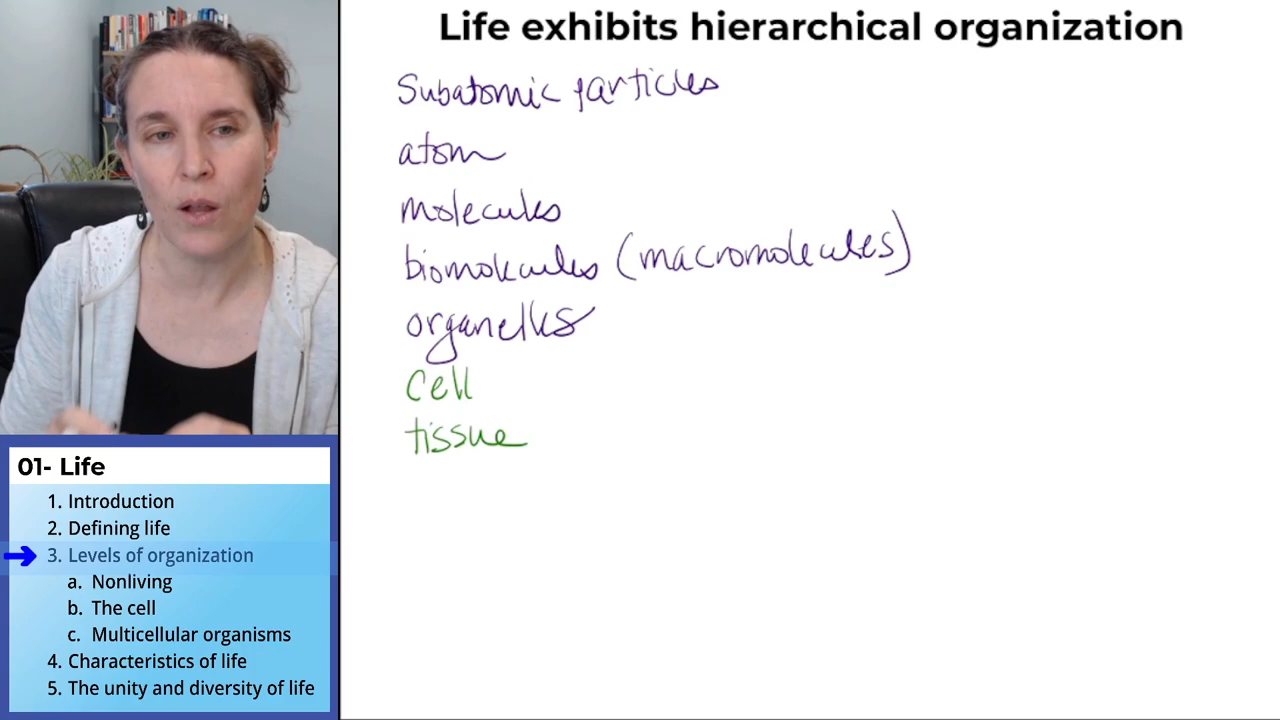 Life exhibits hierarchical organization
Subatomic particles
atom
molecules
biomolecules (macromolecules)
organelles
cell
tissue
01- Life
1. Introduction
2. Defining life
3. Levels of organization
a. Nonliving
b. The cell
c. Multicellular organisms
4. Characteristics of life
5. The unity and diversity of life